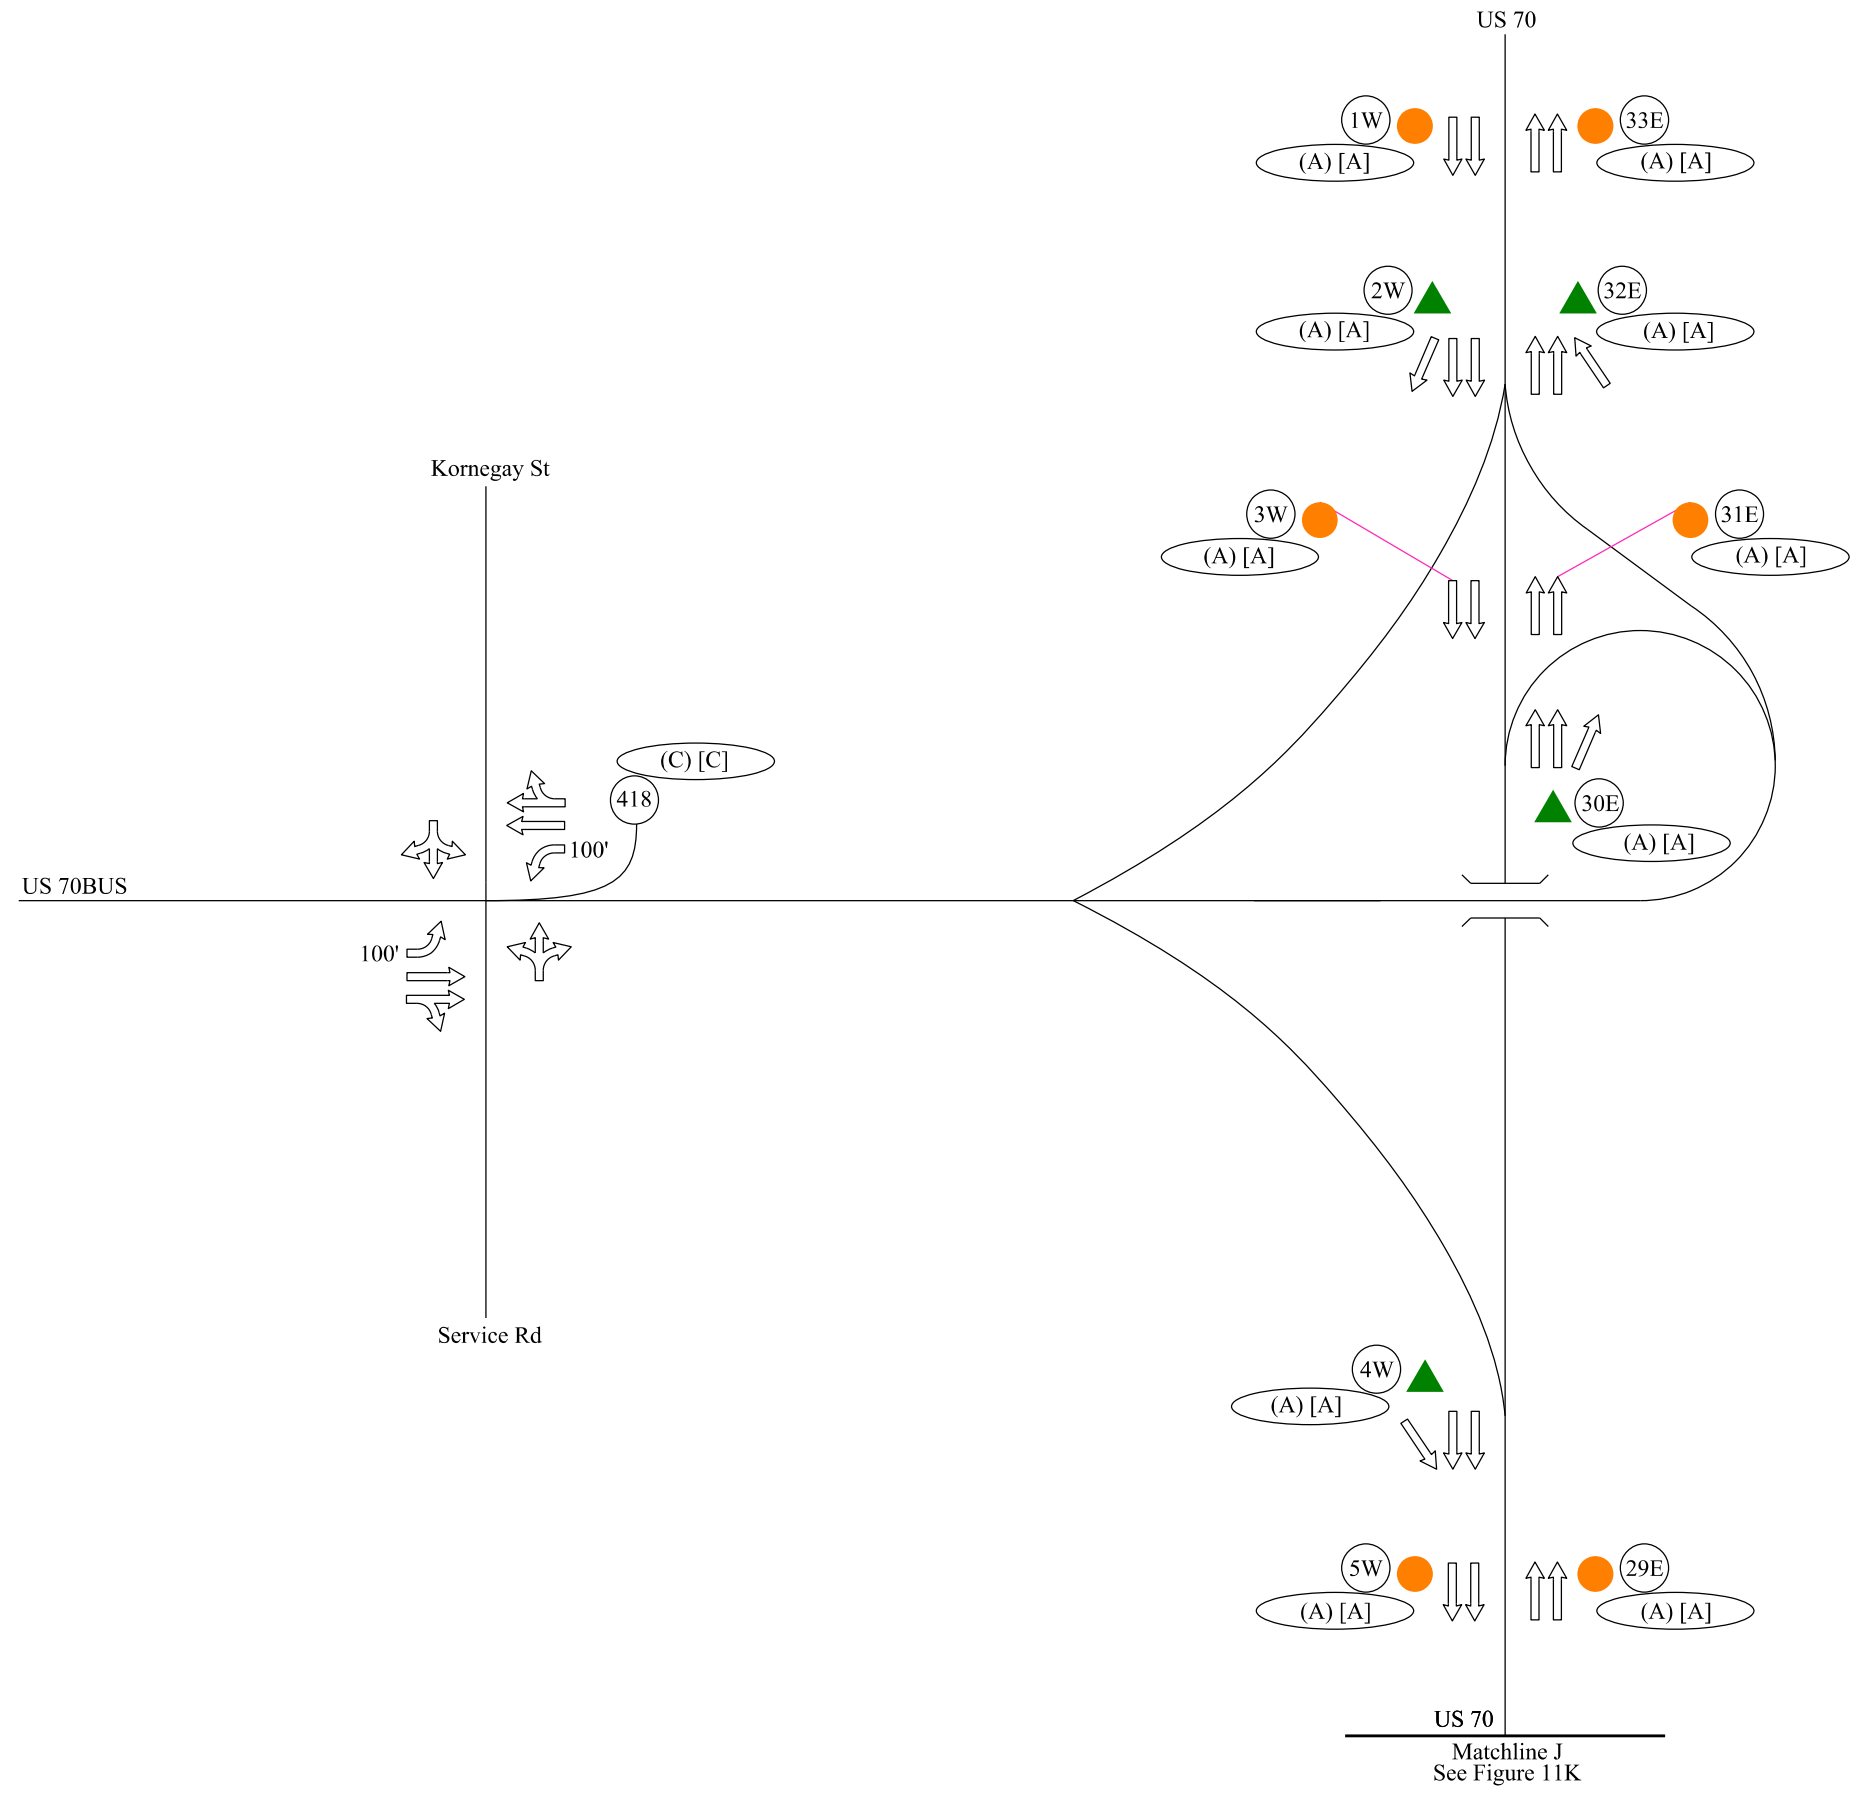 US 70
1W
33E
(A) [A]
(A) [A]
2W
32E
(A) [A]
(A) [A]
Kornegay St
3W
31E
(A) [A]
(A) [A]
(C) [C]
418
30E
100'
(A) [A]
US 70BUS
100'
Service Rd
4W
(A) [A]
5W
29E
(A) [A]
(A) [A]
US 70
Matchline J
See Figure 11K